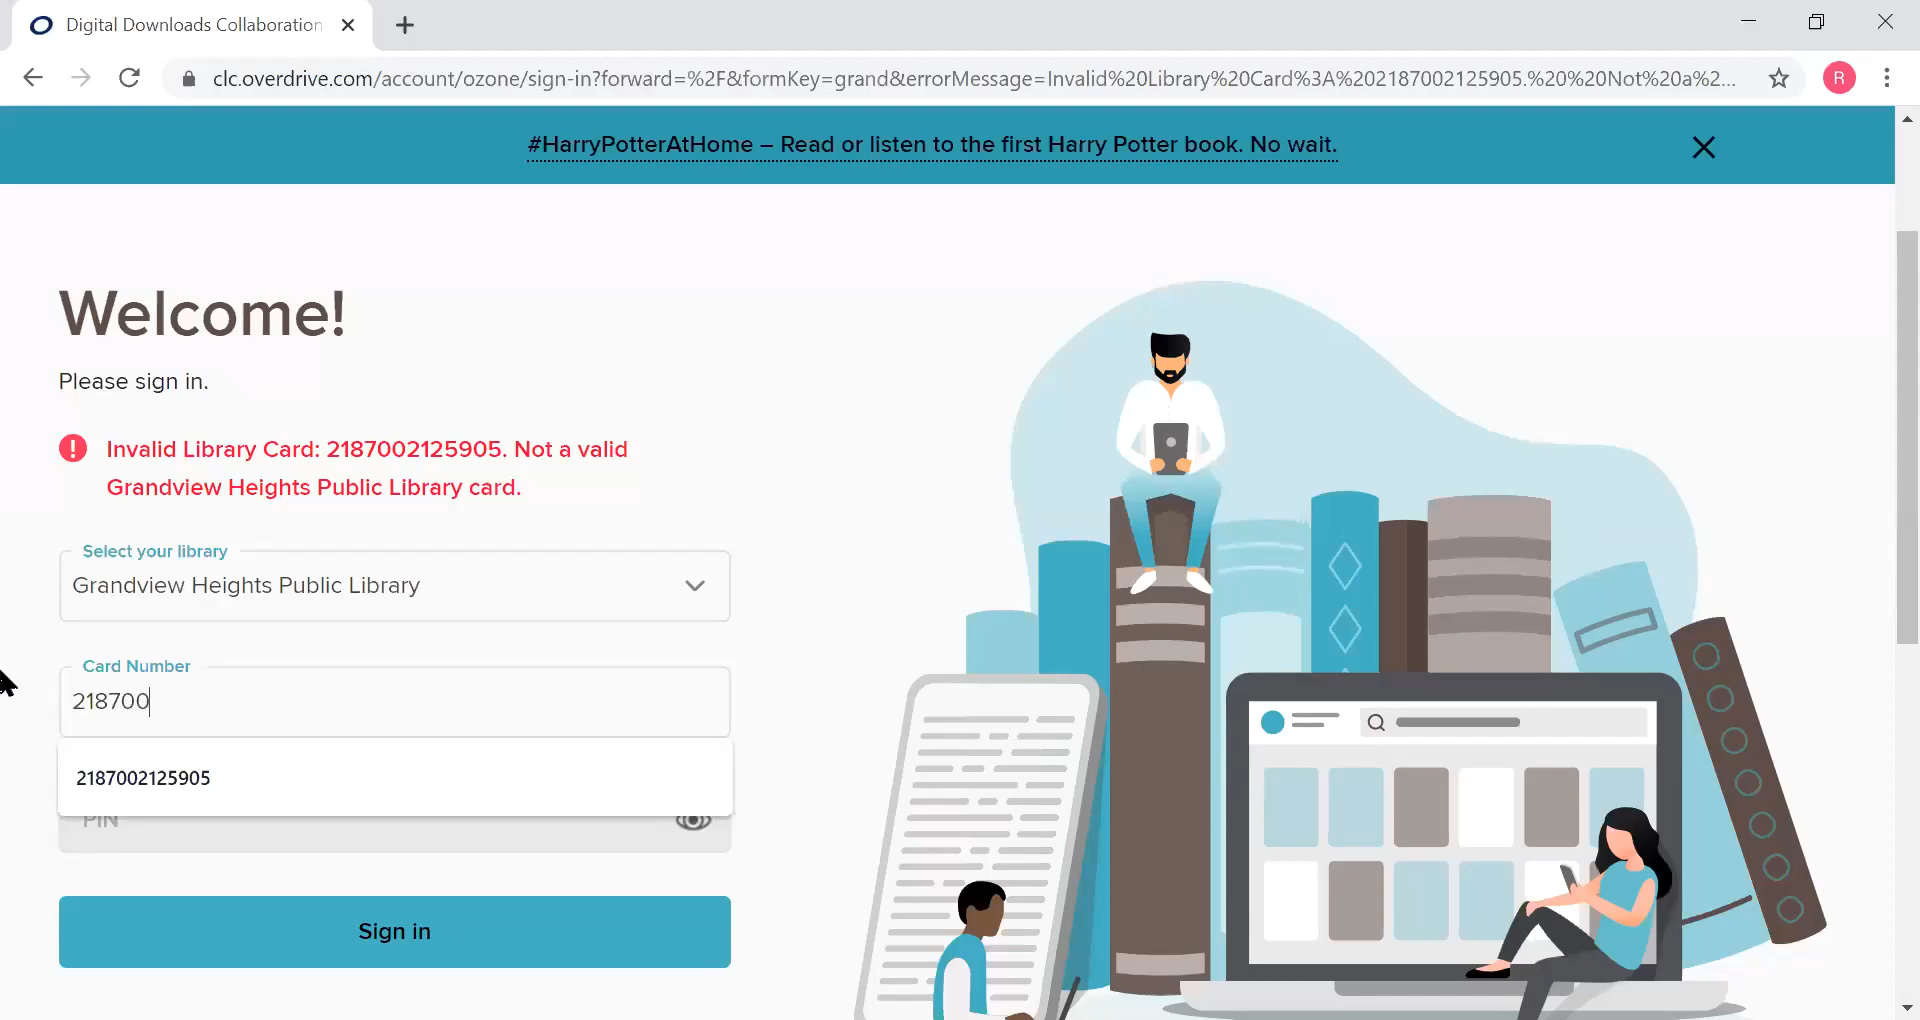 Digital Downloads Collaboration
clc.overdrive.com/account/ozone/sign-in?forward=%2F&formKey=grand&errorMessage=Invalid%20Library%20Card%3A%202187002125905.%20%20Not%20a%2...
R
#HarryPotterAtHome – Read or listen to the first Harry Potter book. No wait.
Welcome!
Please sign in.
Invalid Library Card: 2187002125905. Not a valid
Grandview Heights Public Library card.
Select your library
Grandview Heights Public Library
Card Number
218700
2187002125905
PIN
Sign in